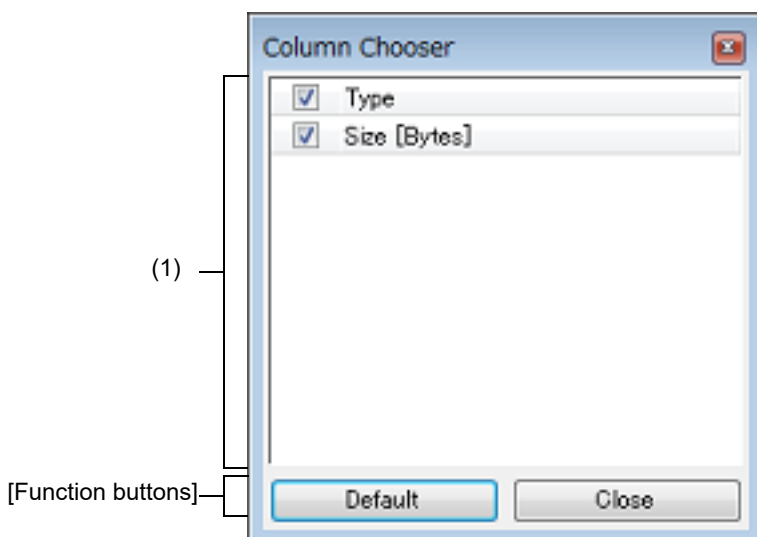 Column Chooser
Type
Size [Bytes]
(1)
[Function buttons]
Default
Close